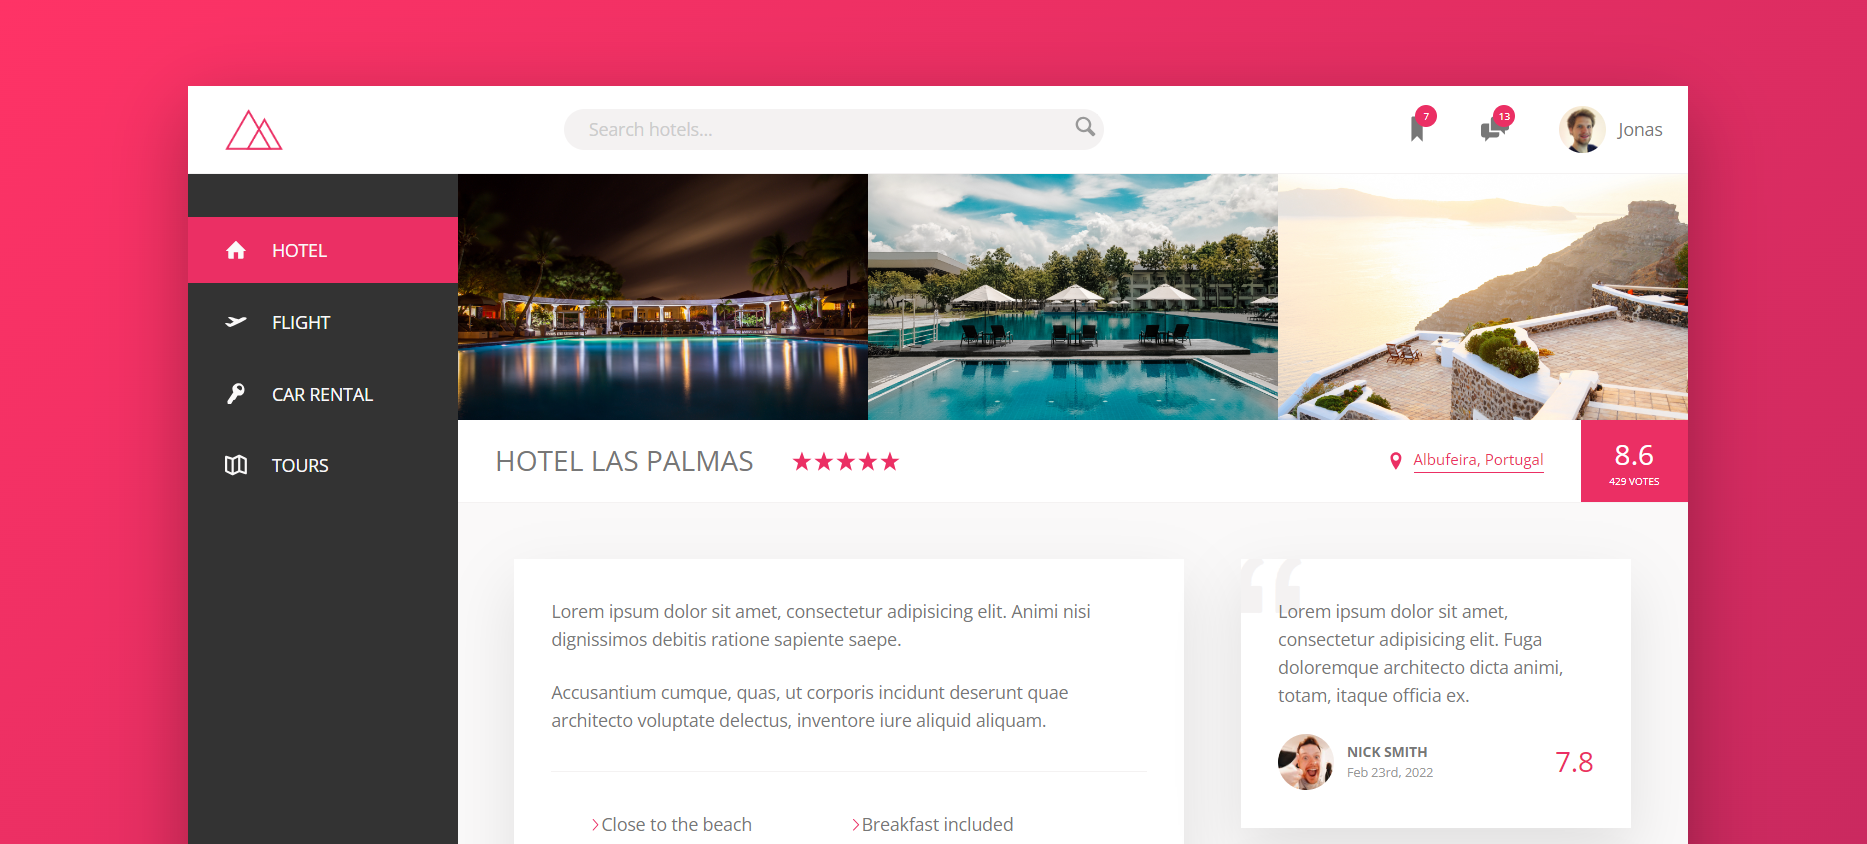 Search hotels...
7
13
Jonas
HOTEL
FLIGHT
CAR RENTAL
TOURS
HOTEL LAS PALMAS
Albufeira, Portugal
8.6
429 VOTES
Lorem ipsum dolor sit amet, consectetur adipisicing elit. Animi nisi
dignissimos debitis ratione sapiente saepe.
Accusantium cumque, quas, ut corporis incidunt deserunt quae
architecto voluptate delectus, inventore iure aliquid aliquam.
Close to the beach
Breakfast included
“
Lorem ipsum dolor sit amet,
consectetur adipisicing elit. Fuga
doloremque architecto dicta animi,
totam, itaque officia ex.
NICK SMITH
Feb 23rd, 2022
7.8